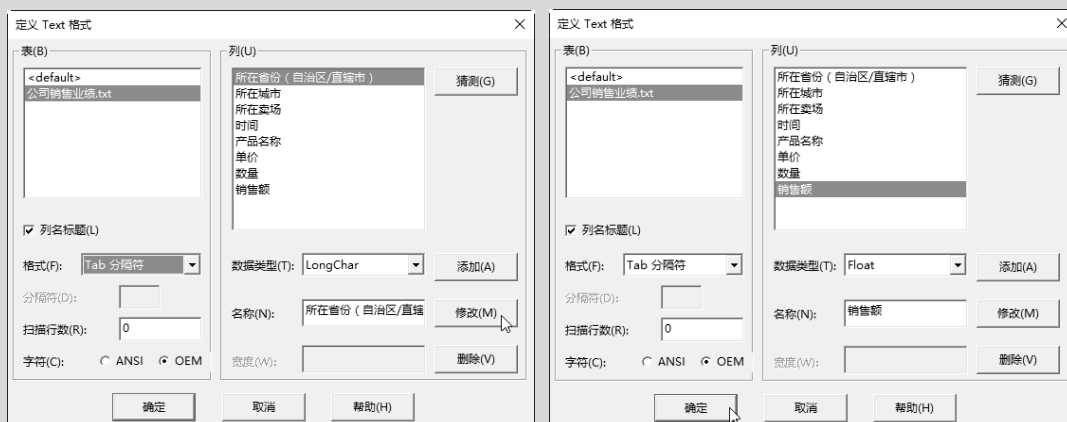 定义 Text 格式
表(B)
<default>
公司销售业绩.txt
列名标题(L)
格式(F): Tab 分隔符
分隔符(D):
扫描行数(R): 0
字符(C): ANSI OEM
列(U)
所在省份（自治区/直辖市）
所在城市
所在卖场
时间
产品名称
单价
数量
销售额
猜测(G)
数据类型(T): LongChar
添加(A)
名称(N): 所在省份（自治区/直辖
修改(M)
宽度(W):
删除(V)
确定 取消 帮助(H)
定义 Text 格式
表(B)
<default>
公司销售业绩.txt
列名标题(L)
格式(F): Tab 分隔符
分隔符(D):
扫描行数(R): 0
字符(C): ANSI OEM
列(U)
所在省份（自治区/直辖市）
所在城市
所在卖场
时间
产品名称
单价
数量
销售额
猜测(G)
数据类型(T): Float
添加(A)
名称(N): 销售额
修改(M)
宽度(W):
删除(V)
确定 取消 帮助(H)